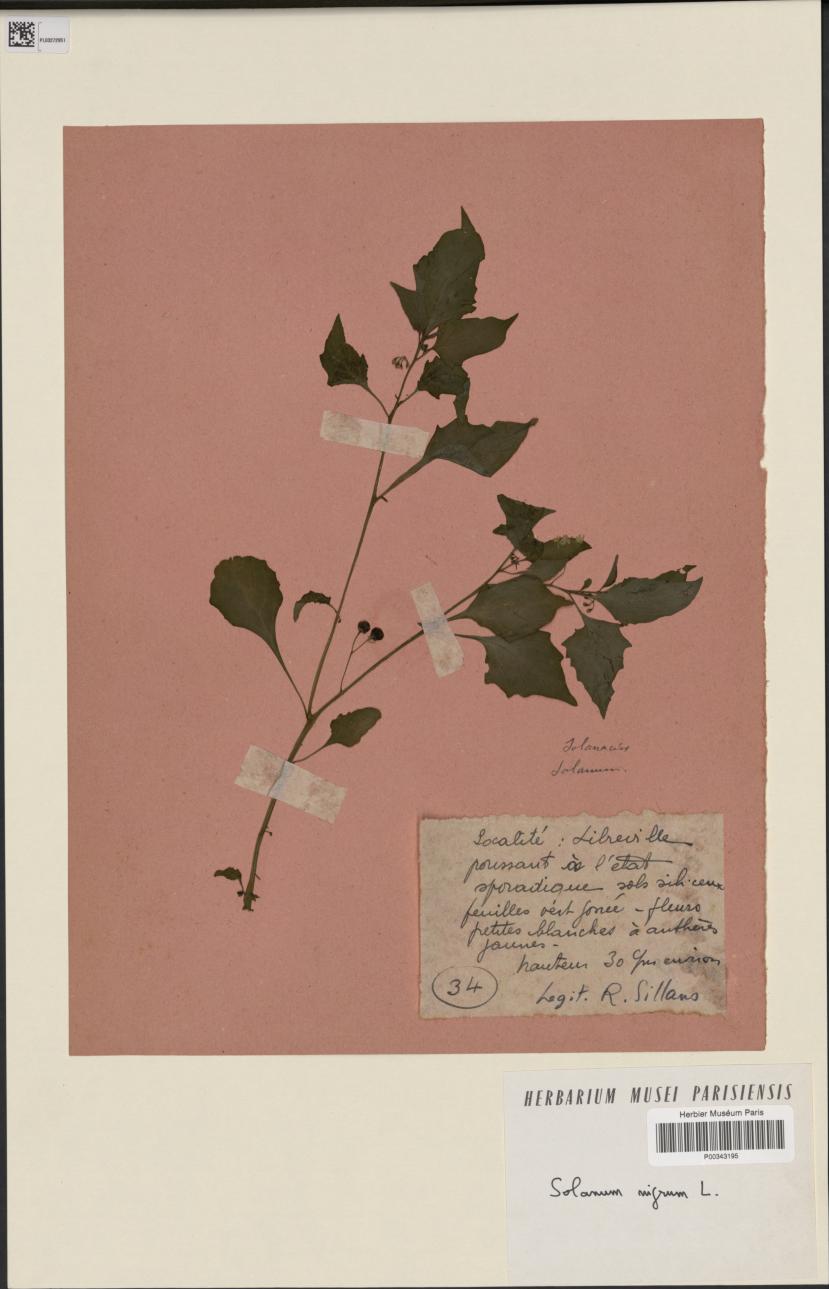 PL00272951
Solanacées
Solanum.
Localité : Libreville
poussant à l'état
sporadique sols siliceux
feuilles vert foncé - fleurs
petites blanches à anthères
jaunes -
hauteur 30 c/m environ
34
Legit. R. Sillans
HERBARIUM MUSEI PARISIENSIS
Herbier Muséum Paris
P00343195
Solanum nigrum L.